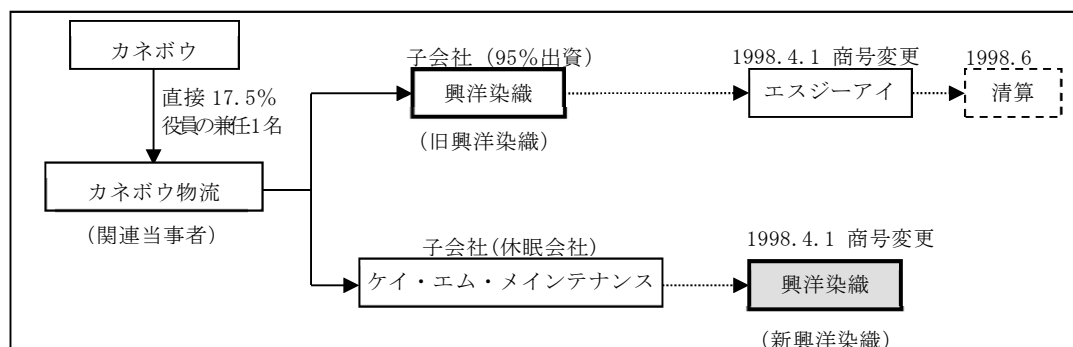 カネボウ
直接 17.5%
役員の兼任1名
カネボウ物流
(関連当事者)
子会社 (95%出資)
興洋染織
(旧興洋染織)
1998.4.1 商号変更
エスジーアイ
1998.6
清算
子会社(休眠会社)
ケイ・エム・メインテナンス
1998.4.1 商号変更
興洋染織
(新興洋染織)